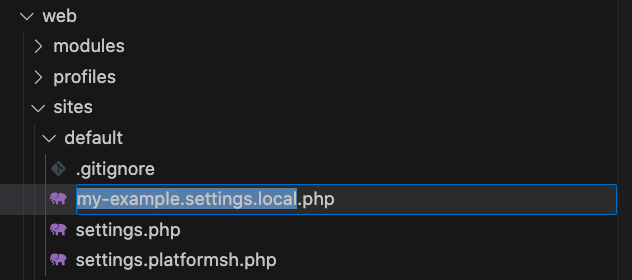 web
modules
profiles
sites
default
.gitignore
my-example.settings.local.php
settings.php
settings.platformsh.php